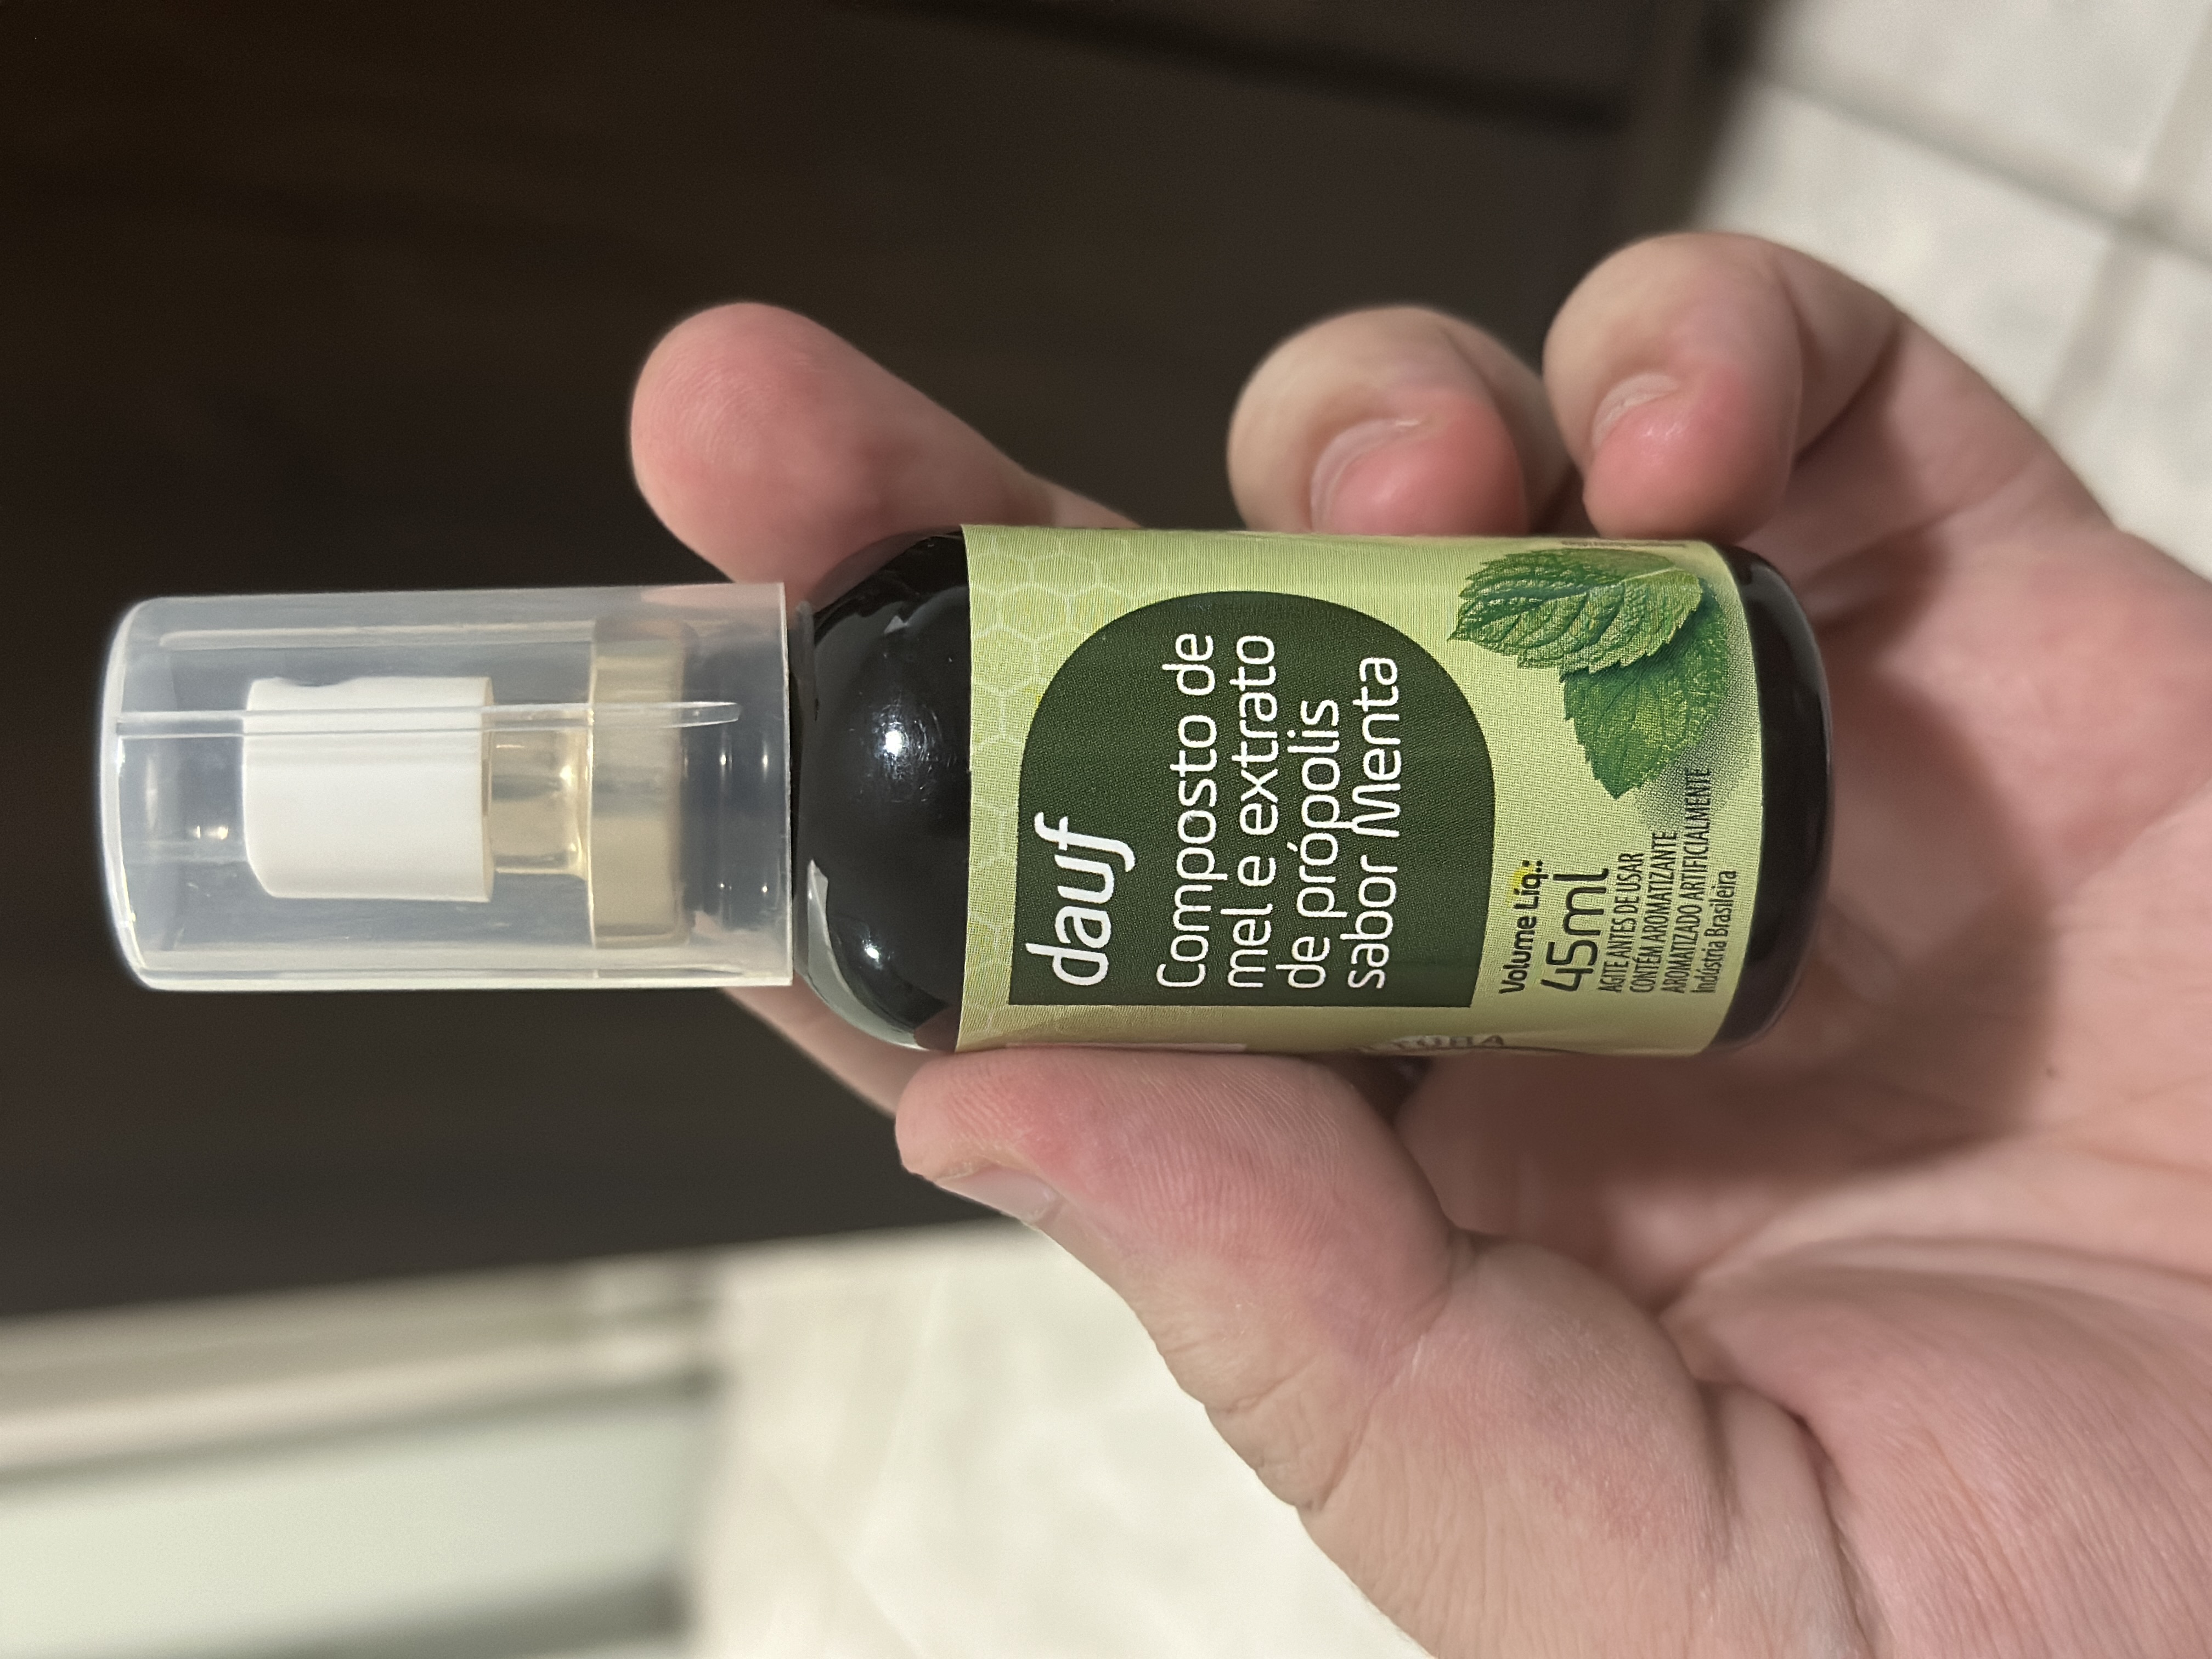 dauf
Composto de
mel e extrato
de própolis
sabor Menta
Volume Líq.:
45ml
AGITE ANTES DE USAR
CONTÉM AROMATIZANTE
AROMATIZADO ARTIFICIALMENTE
Indústria Brasileira